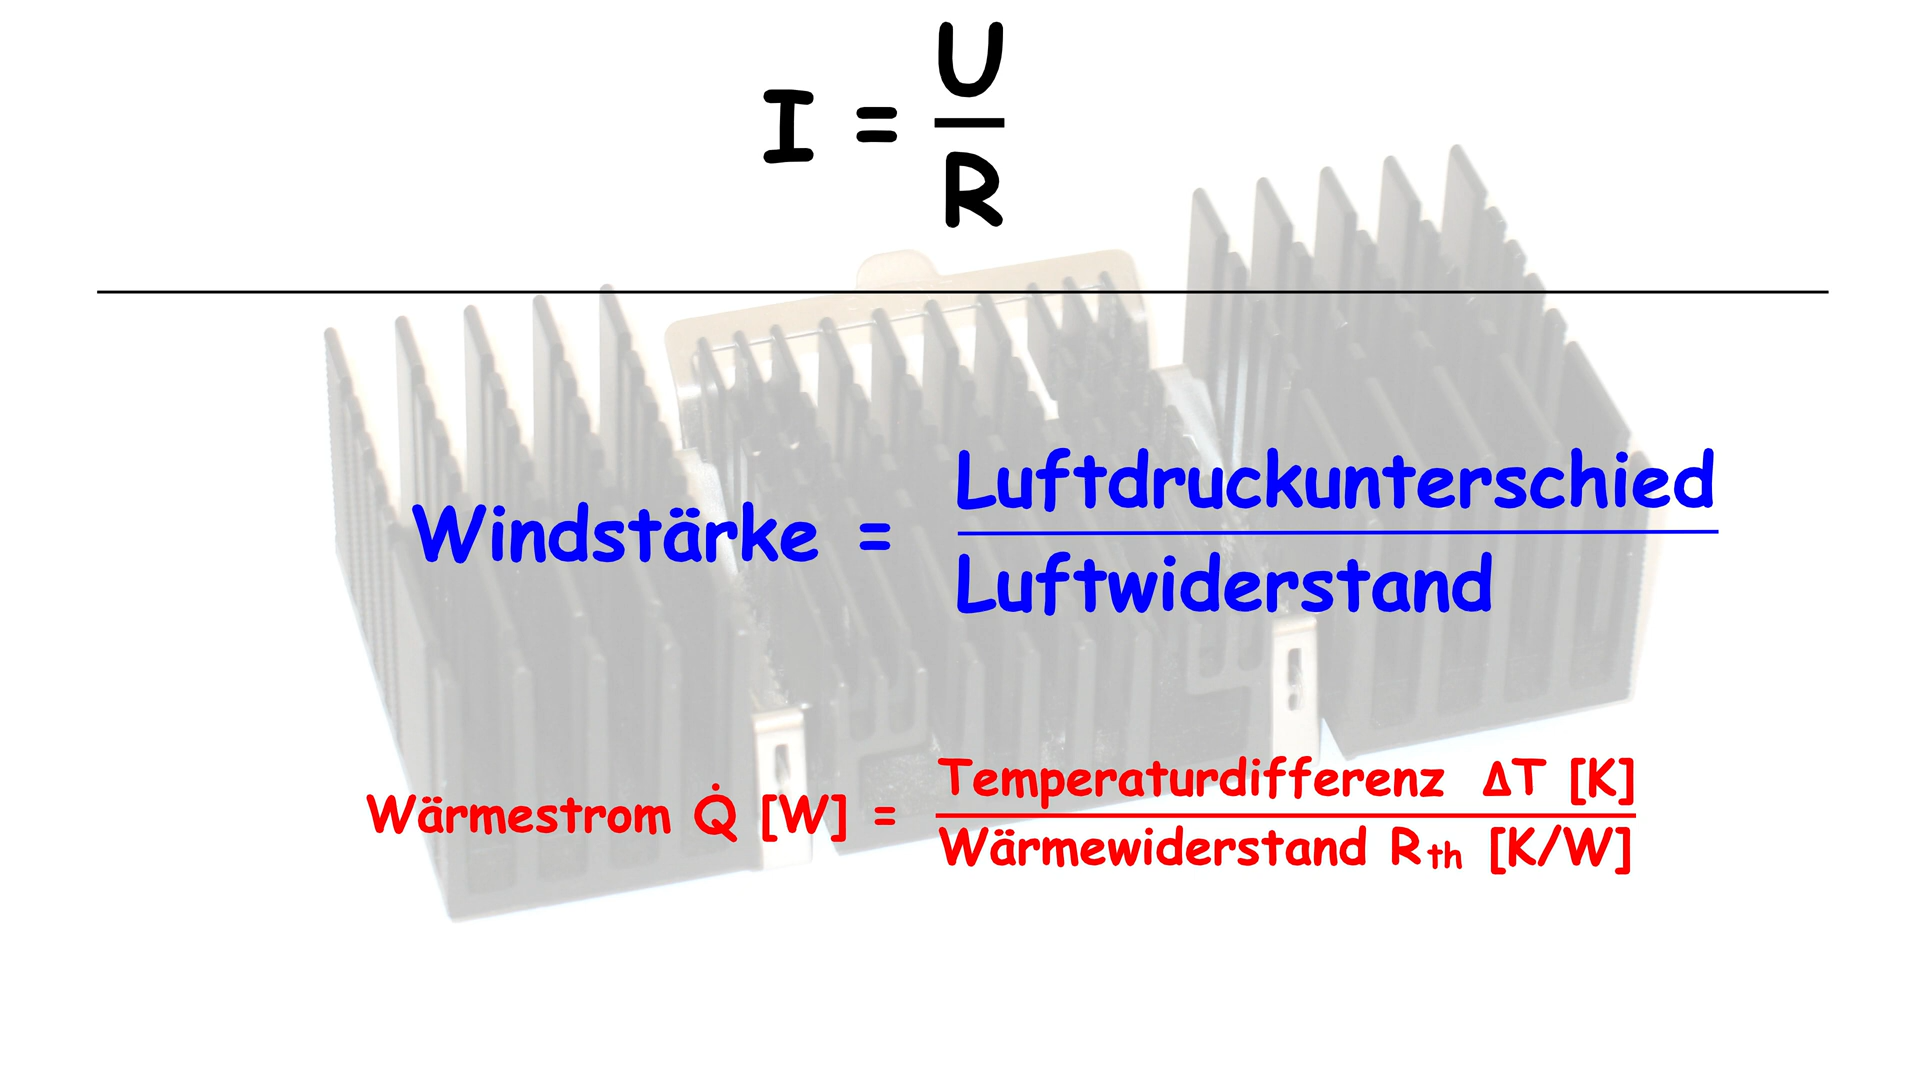 I = U
R
Windstärke = Luftdruckunterschied
Luftwiderstand
Wärmestrom Q̇ [W] = Temperaturdifferenz ΔT [K]
Wärmewiderstand Rth [K/W]